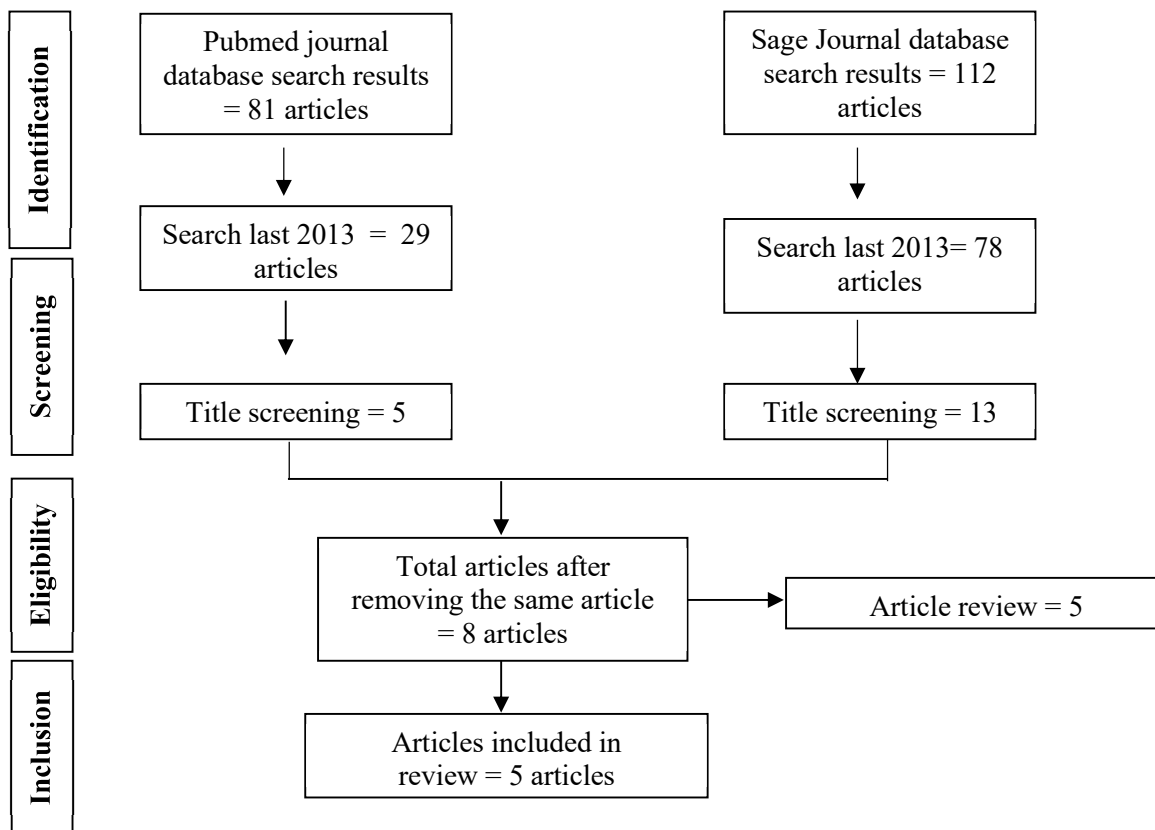 Identification
Pubmed journal
database search results
= 81 articles
Sage Journal database
search results = 112
articles
Search last 2013 = 29
articles
Search last 2013= 78
articles
Screening
Title screening = 5
Title screening = 13
Eligibility
Total articles after
removing the same article
= 8 articles
Article review = 5
Inclusion
Articles included in
review = 5 articles